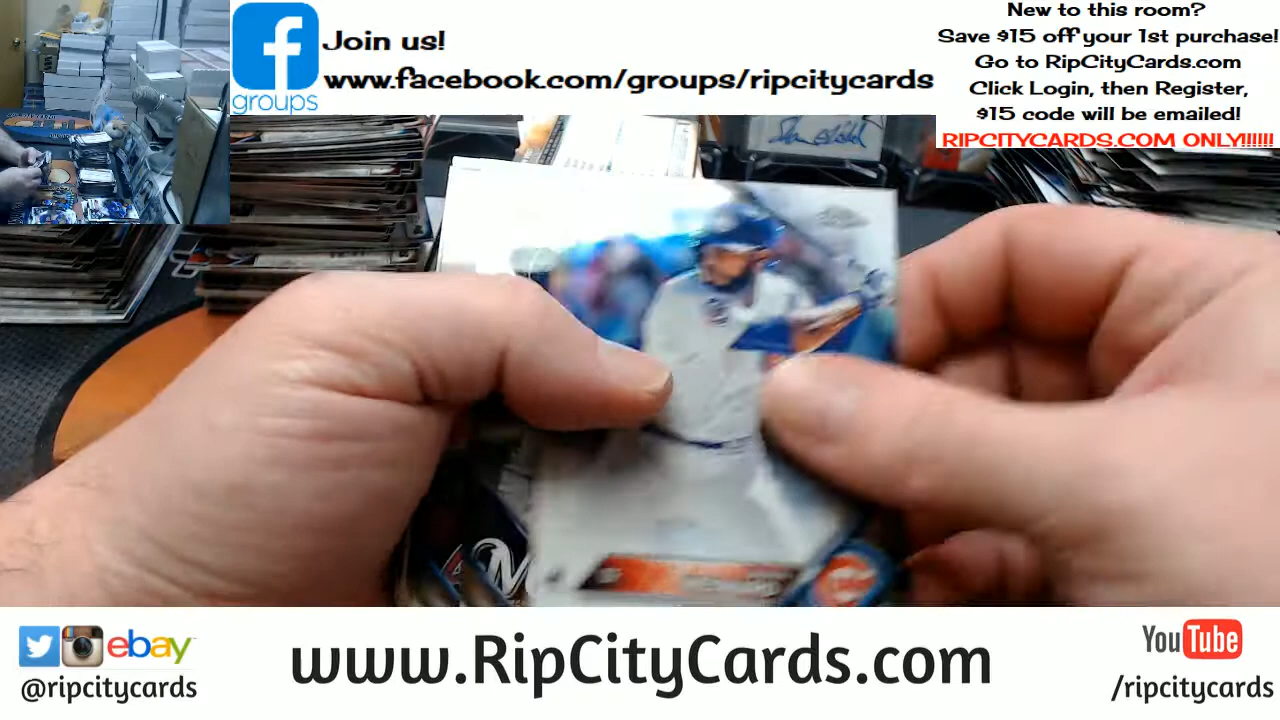 f
groups
Join us!
www.facebook.com/groups/ripcitycards
New to this room?
Save $15 off your 1st purchase!
Go to RipCityCards.com
Click Login, then Register,
$15 code will be emailed!
RIPCITYCARDS.COM ONLY!!!!!!
ebay
@ripcitycards
www.RipCityCards.com
YouTube
/ripcitycards